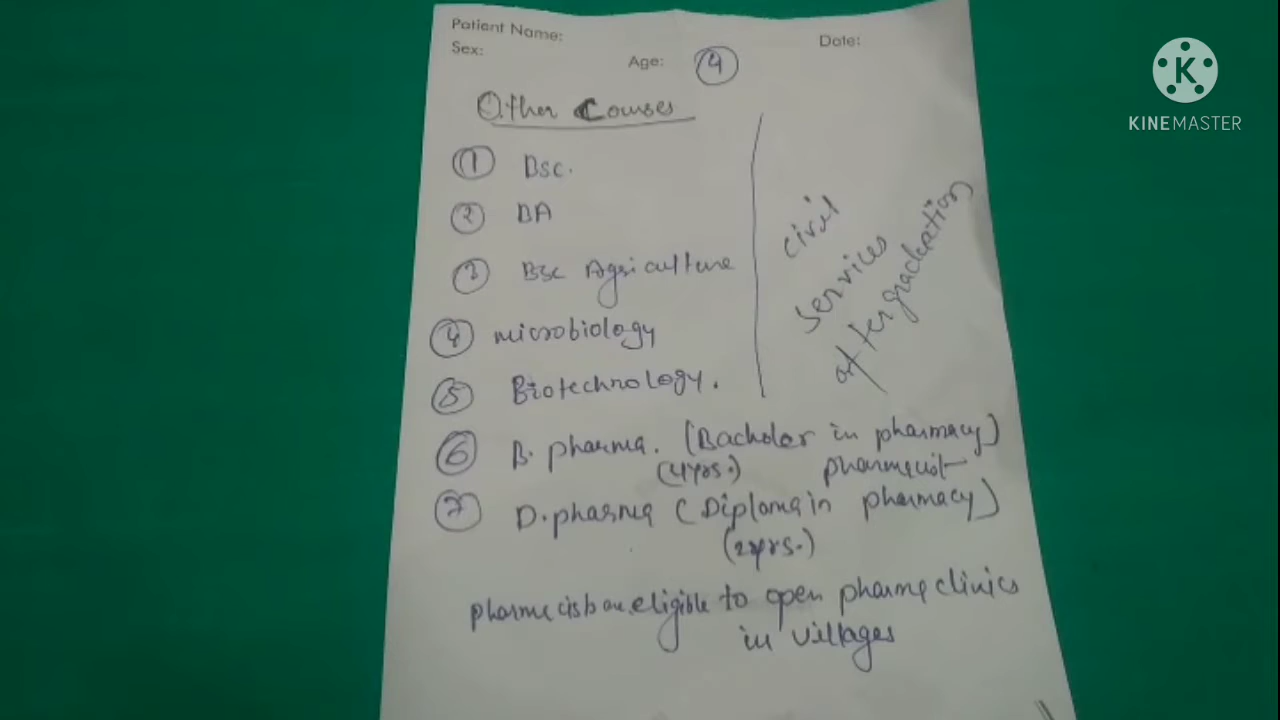 Patient Name:
Date:
Sex:
Age:
4
Other Courses
1 Bsc.
2 BA
3 Bsc Agriculture
4 microbiology
5 Biotechnology.
6 B. pharma. (Bachelor in pharmacy)
(4yrs.) pharmacist
7 D.pharma (Diploma in pharmacy)
(2yrs.)
pharmacist are eligible to open pharma clinics
in villages
civil
services
after graduation
K
KINEMASTER